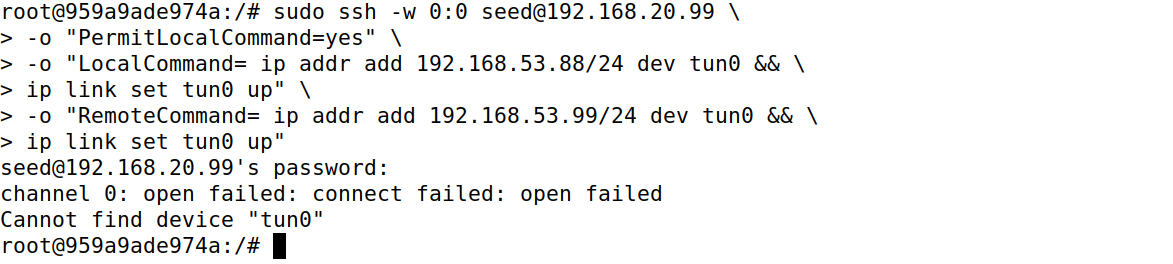 root@959a9ade974a:/# sudo ssh -w 0:0 seed@192.168.20.99 \
> -o "PermitLocalCommand=yes" \
> -o "LocalCommand= ip addr add 192.168.53.88/24 dev tun0 && \
> ip link set tun0 up" \
> -o "RemoteCommand= ip addr add 192.168.53.99/24 dev tun0 && \
> ip link set tun0 up"
seed@192.168.20.99's password:
channel 0: open failed: connect failed: open failed
Cannot find device "tun0"
root@959a9ade974a:/#